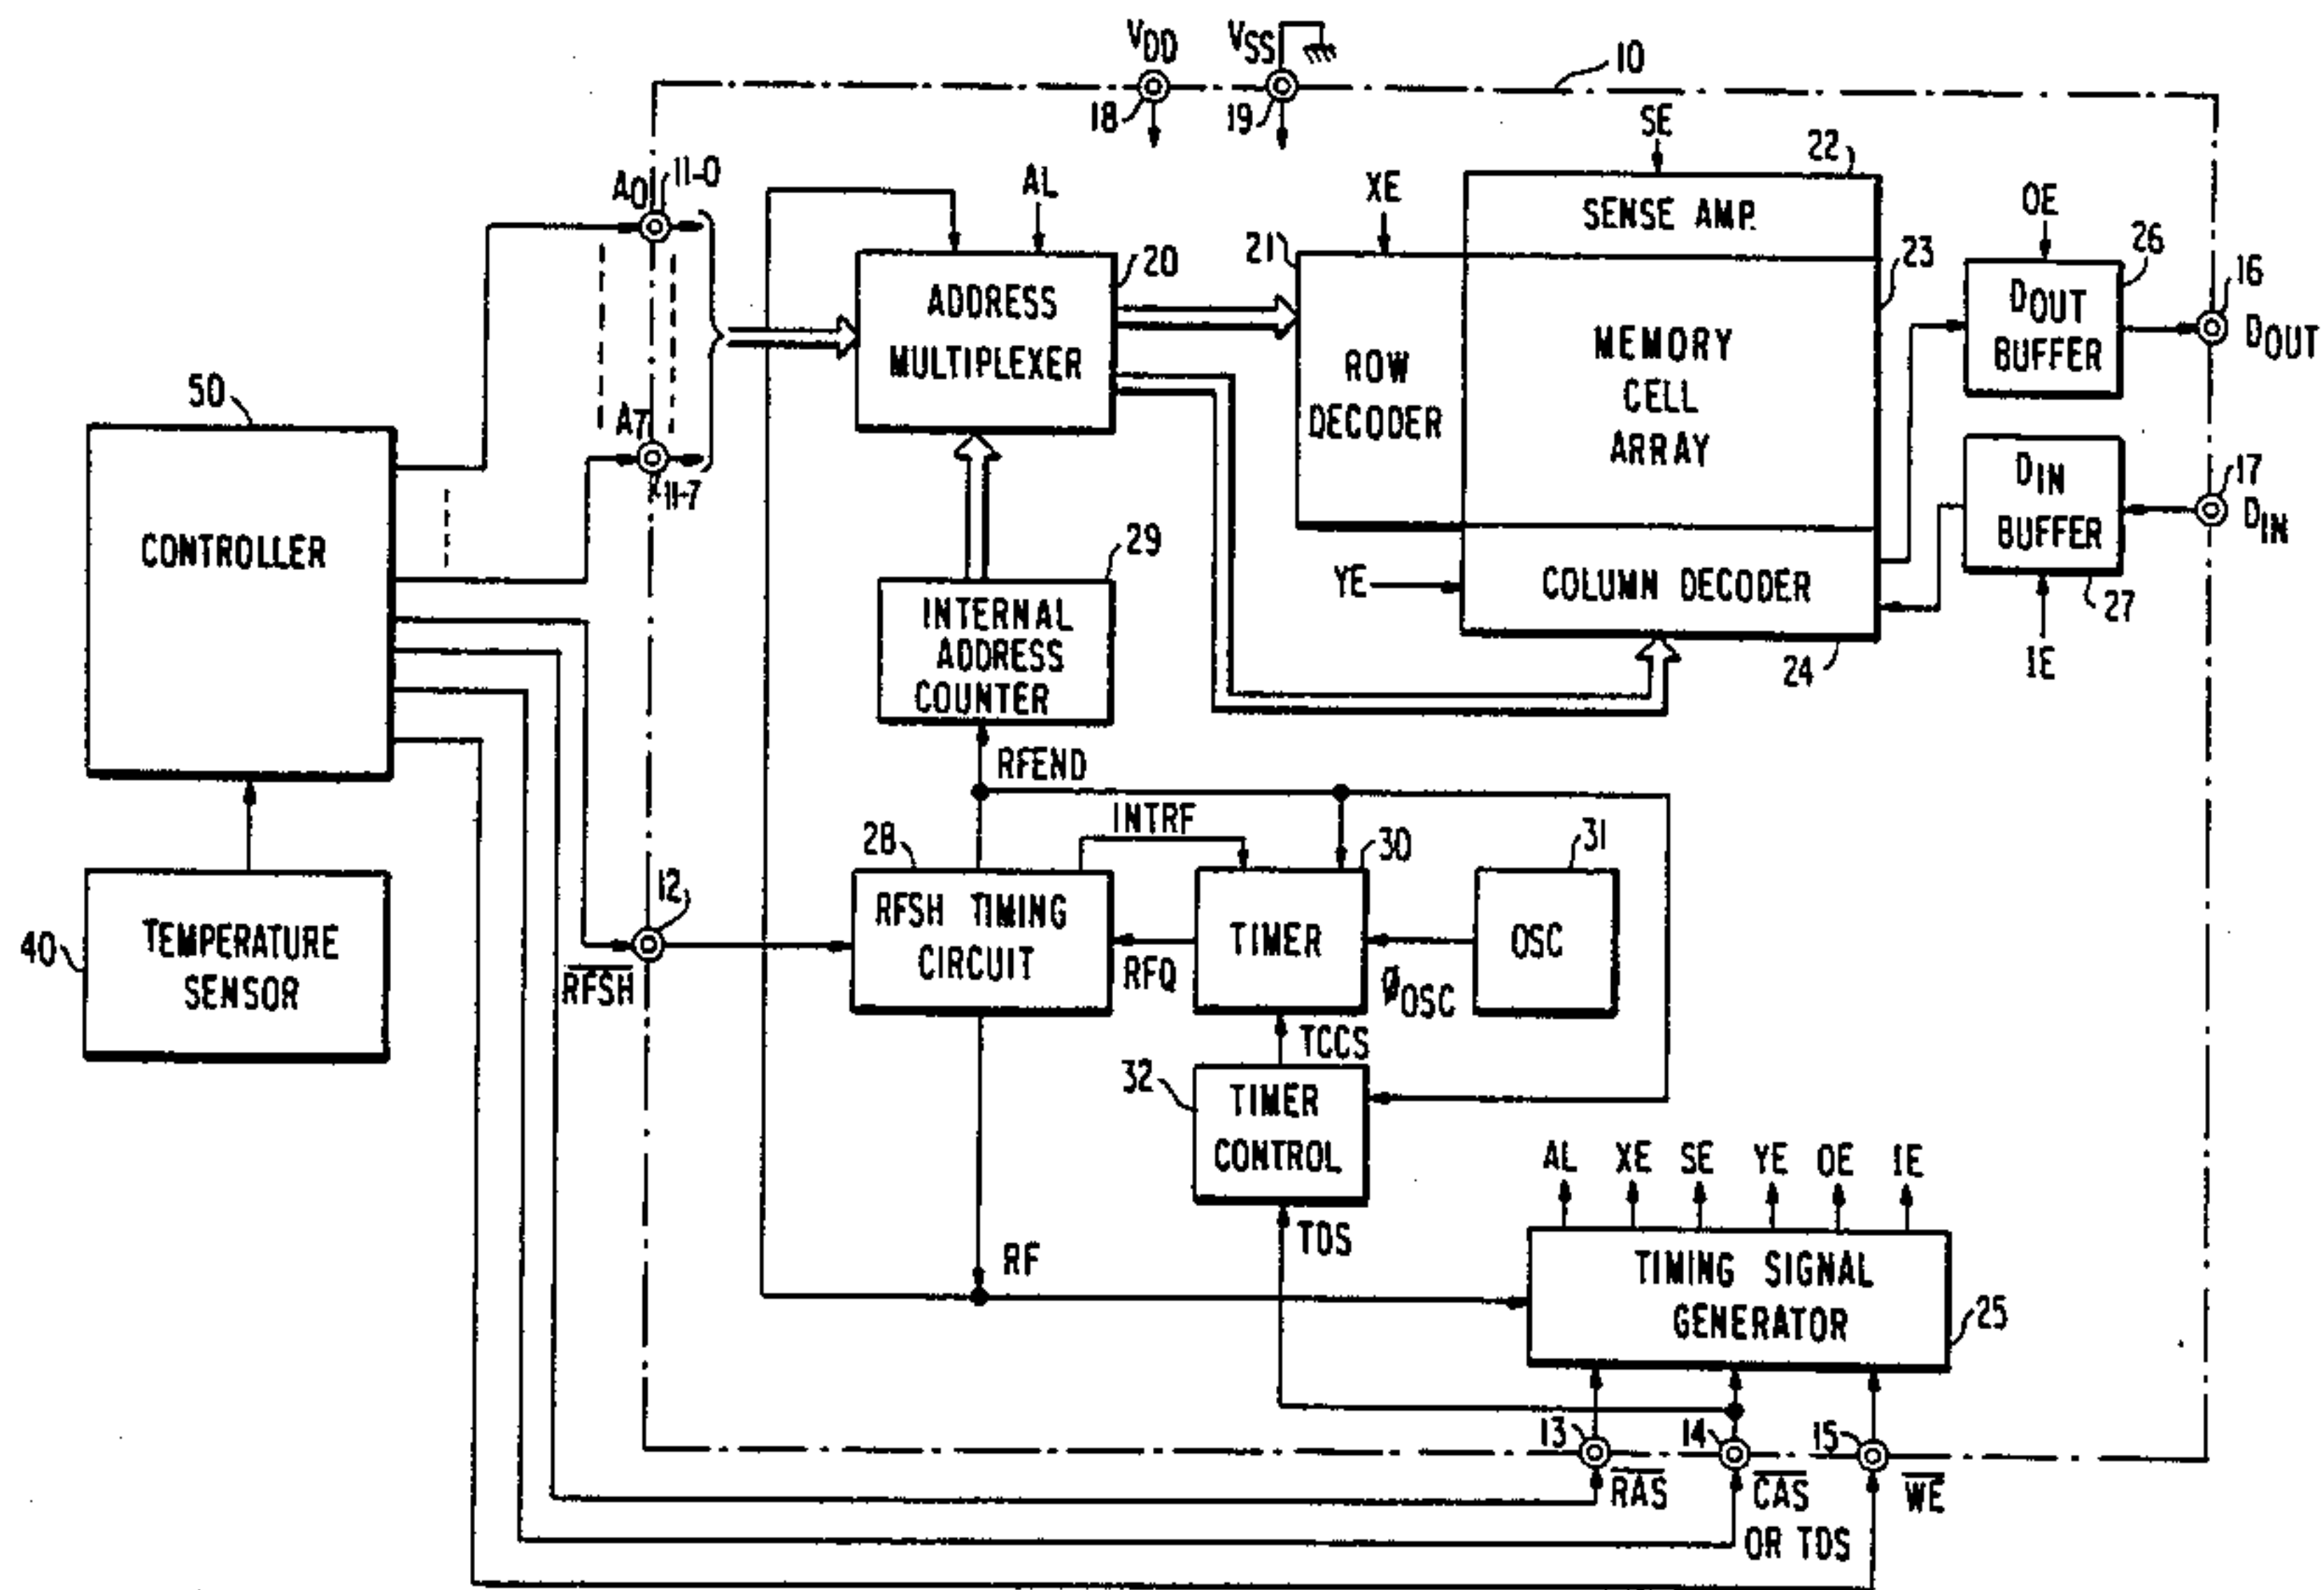 VDD
VSS
10
18
19
SE
22
A0
11-0
AL
XE
SENSE AMP.
OE
21
20
23
26
16
ADDRESS
MULTIPLEXER
DOUT
BUFFER
DOUT
MEMORY
CELL
ARRAY
ROW
DECODER
50
A7
11-7
DIN
BUFFER
17
DIN
CONTROLLER
29
YE
COLUMN DECODER
27
INTERNAL
ADDRESS
COUNTER
24
IE
RFEND
INTRF
28
30
31
12
RFSH TIMING
CIRCUIT
TIMER
OSC
40
TEMPERATURE
SENSOR
R̅F̅S̅H̅
RFQ
ØOSC
TCCS
32
TIMER
CONTROL
AL XE SE YE OE IE
TDS
RF
TIMING SIGNAL
GENERATOR
25
13
14
15
R̅A̅S̅
C̅A̅S̅
OR TDS
W̅E̅